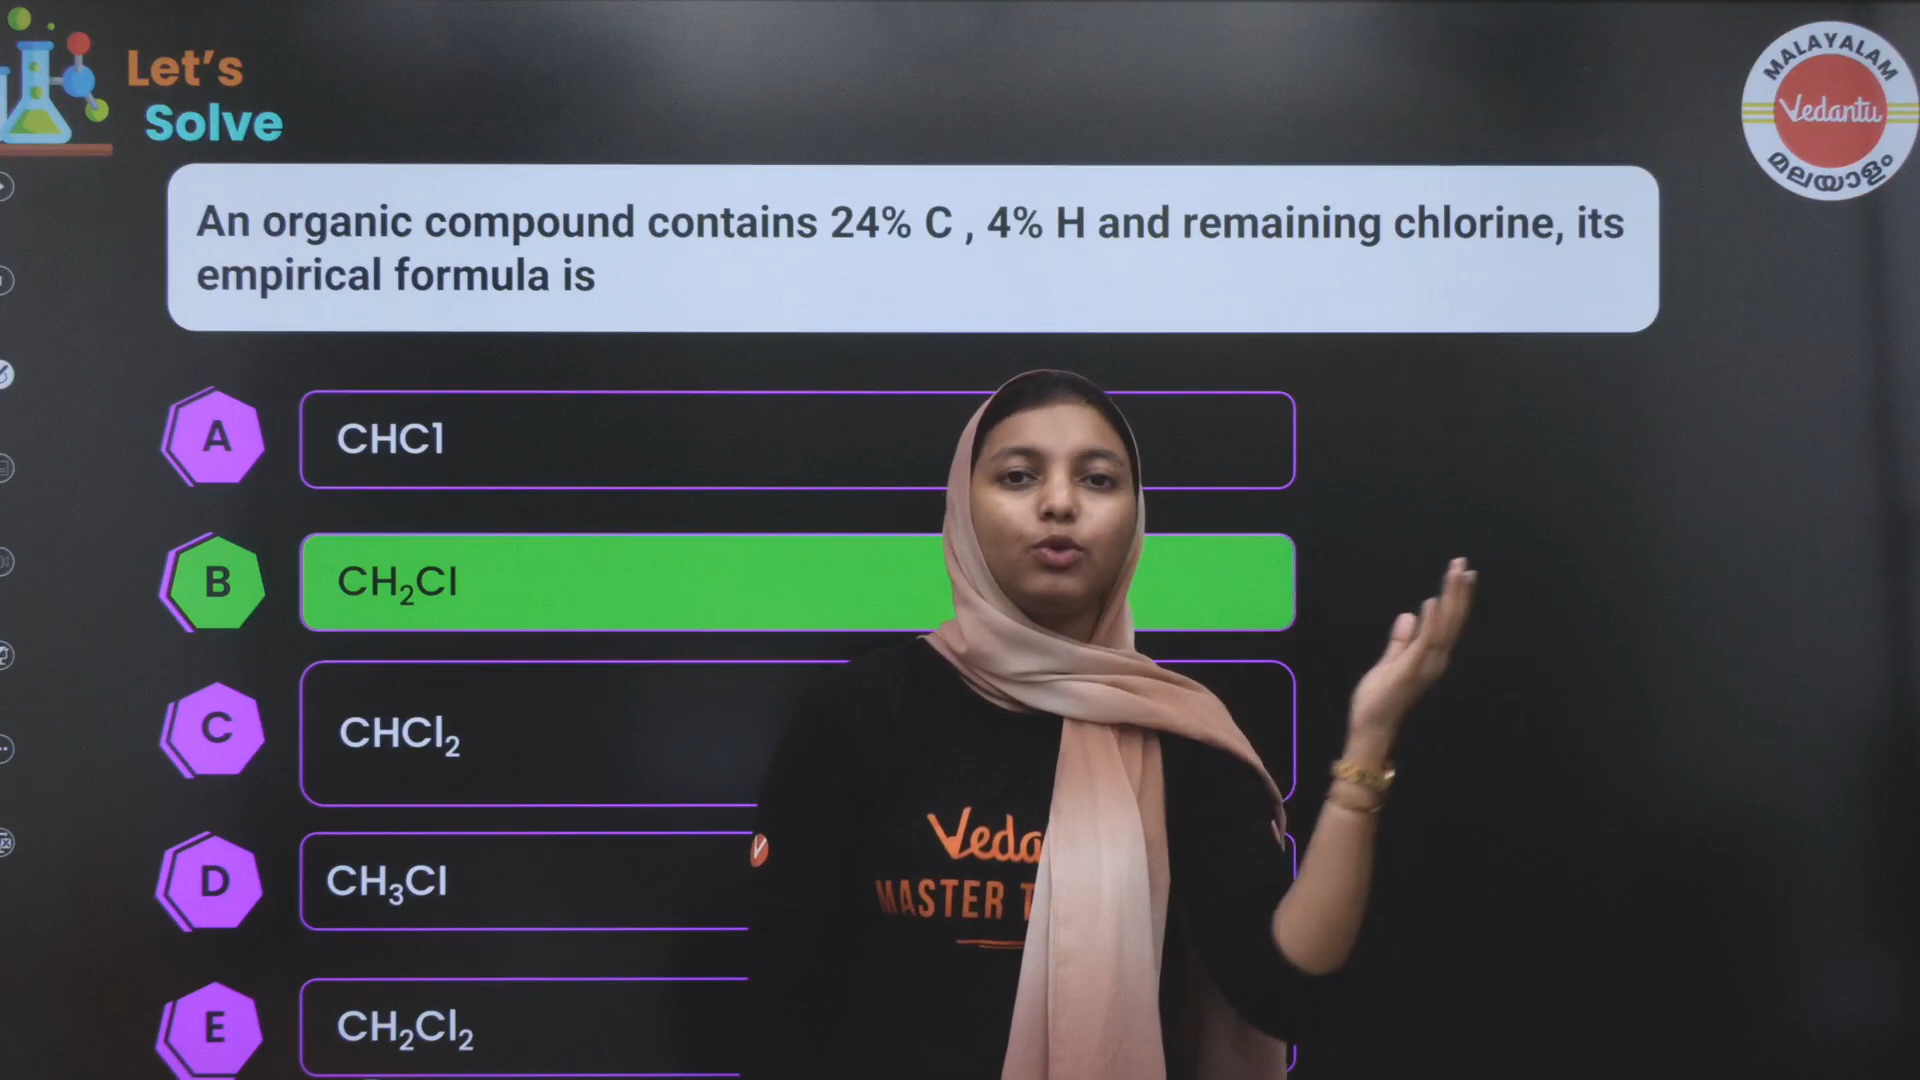 Let's
Solve
MALAYALAM
Vedantu
മലയാളം
An organic compound contains 24% C , 4% H and remaining chlorine, its
empirical formula is
A
CHC1
B
CH₂Cl
C
CHCl₂
D
CH₃Cl
E
CH₂Cl₂
Veda
MASTER T